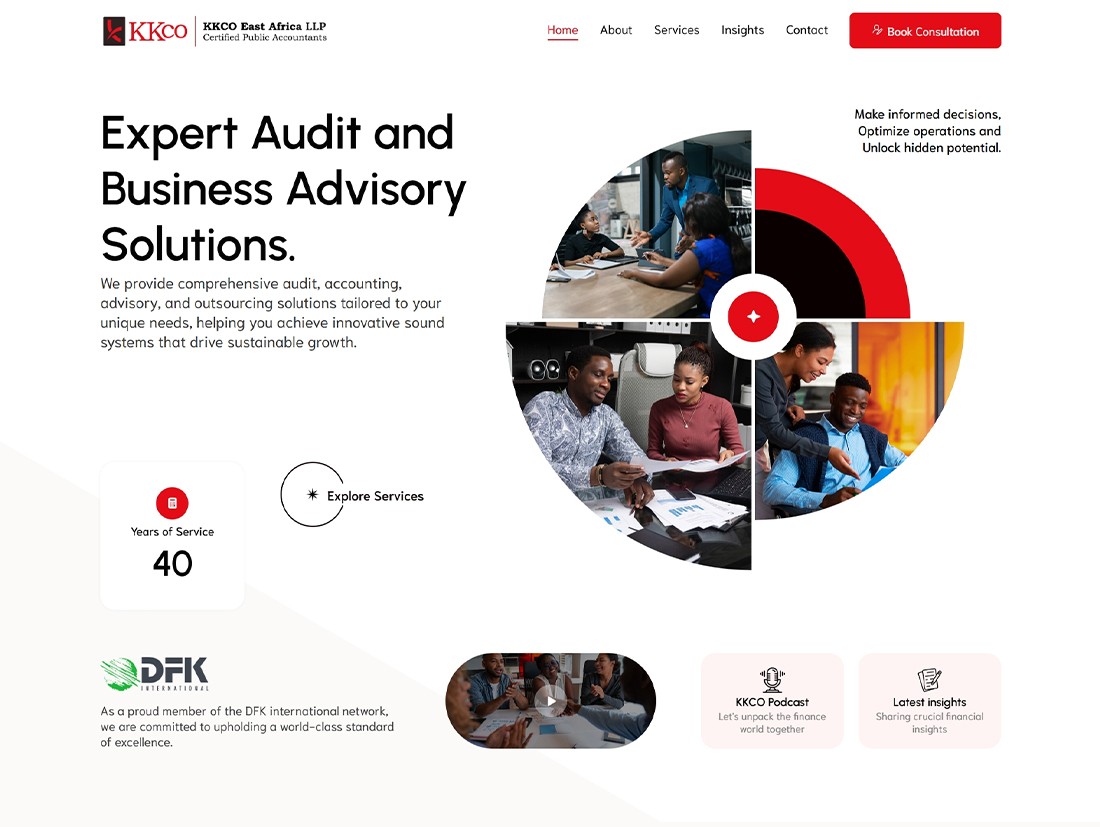 KKCO
KKCO East Africa LLP
Certified Public Accountants
Home
About
Services
Insights
Contact
Book Consultation
Expert Audit and
Business Advisory
Solutions.
We provide comprehensive audit, accounting,
advisory, and outsourcing solutions tailored to your
unique needs, helping you achieve innovative sound
systems that drive sustainable growth.
Make informed decisions,
Optimize operations and
Unlock hidden potential.
Years of Service
40
Explore Services
DFK
INTERNATIONAL
As a proud member of the DFK international network,
we are committed to upholding a world-class standard
of excellence.
KKCO Podcast
Let's unpack the finance
world together
Latest insights
Sharing crucial financial
insights